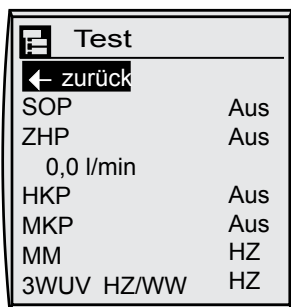 Test
← zurück
SOP Aus
ZHP Aus
0,0 l/min
HKP Aus
MKP Aus
MM HZ
3WUV HZ/WW HZ